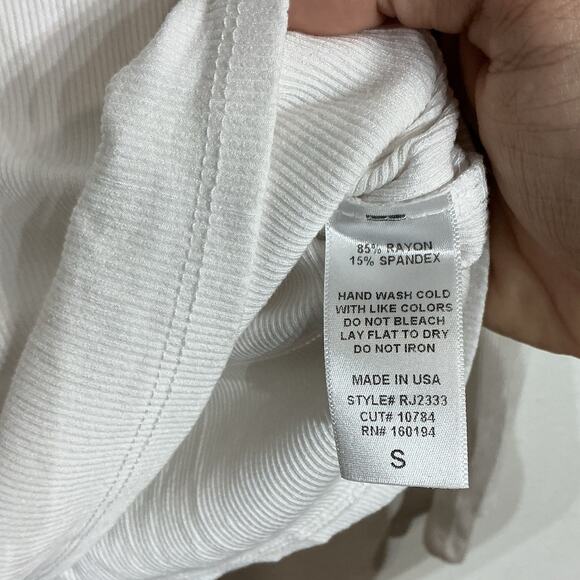 85% RAYON
15% SPANDEX
HAND WASH COLD
WITH LIKE COLORS
DO NOT BLEACH
LAY FLAT TO DRY
DO NOT IRON
MADE IN USA
STYLE# RJ2333
CUT# 10784
RN# 160194
S